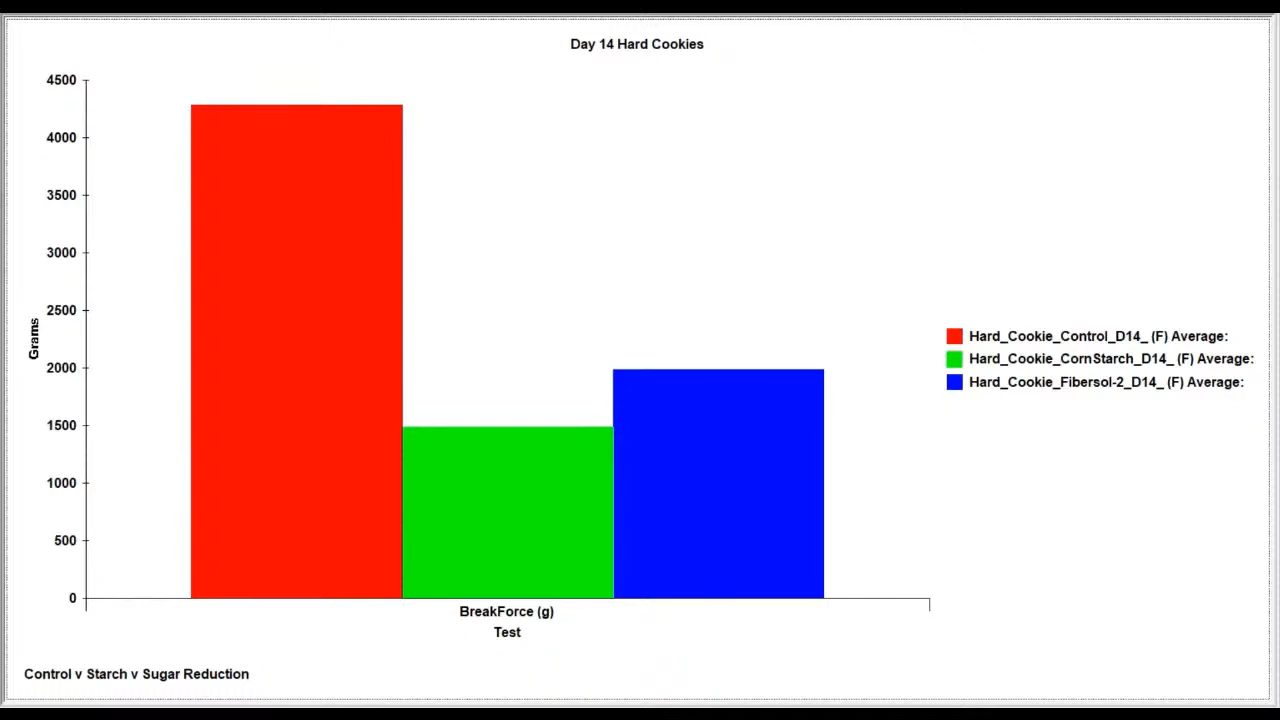 Day 14 Hard Cookies
4500
4000
3500
3000
2500
2000
1500
1000
500
0
Grams
BreakForce (g)
Test
Hard_Cookie_Control_D14_ (F) Average:
Hard_Cookie_CornStarch_D14_ (F) Average:
Hard_Cookie_Fibersol-2_D14_ (F) Average:
Control v Starch v Sugar Reduction